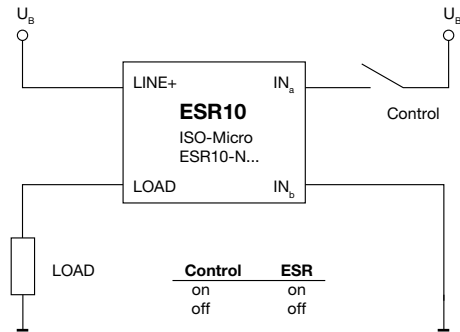 U_B U_B
LINE+ IN_a
ESR10
ISO-Micro
ESR10-N...
Control
LOAD IN_b
LOAD
Control ESR
on on
off off